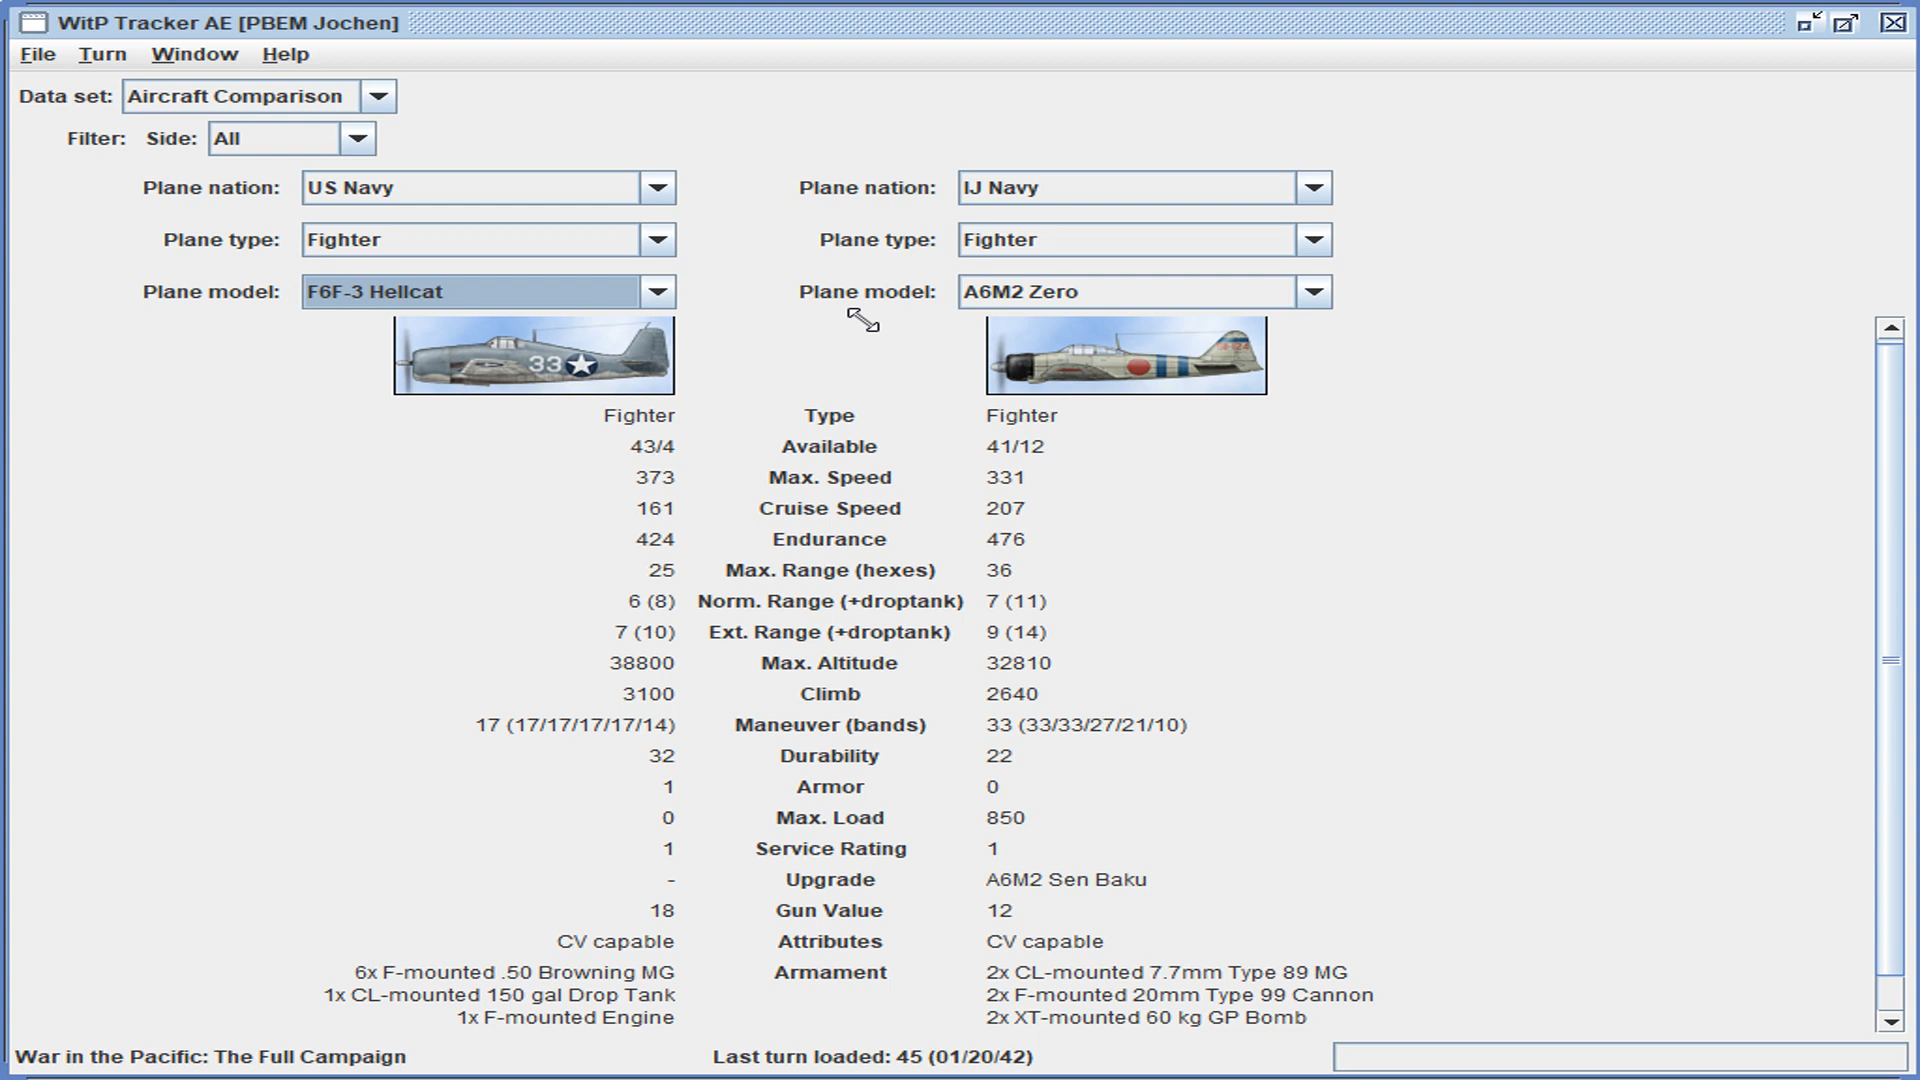 WitP Tracker AE [PBEM Jochen]
File Turn Window Help
Data set: Aircraft Comparison
Filter: Side: All
Plane nation: US Navy Plane nation: IJ Navy
Plane type: Fighter Plane type: Fighter
Plane model: F6F-3 Hellcat Plane model: A6M2 Zero
33
Fighter Type Fighter
43/4 Available 41/12
373 Max. Speed 331
161 Cruise Speed 207
424 Endurance 476
25 Max. Range (hexes) 36
6 (8) Norm. Range (+droptank) 7 (11)
7 (10) Ext. Range (+droptank) 9 (14)
38800 Max. Altitude 32810
3100 Climb 2640
17 (17/17/17/17/14) Maneuver (bands) 33 (33/33/27/21/10)
32 Durability 22
1 Armor 0
0 Max. Load 850
1 Service Rating 1
- Upgrade A6M2 Sen Baku
18 Gun Value 12
CV capable Attributes CV capable
6x F-mounted .50 Browning MG Armament 2x CL-mounted 7.7mm Type 89 MG
1x CL-mounted 150 gal Drop Tank 2x F-mounted 20mm Type 99 Cannon
1x F-mounted Engine 2x XT-mounted 60 kg GP Bomb
War in the Pacific: The Full Campaign Last turn loaded: 45 (01/20/42)